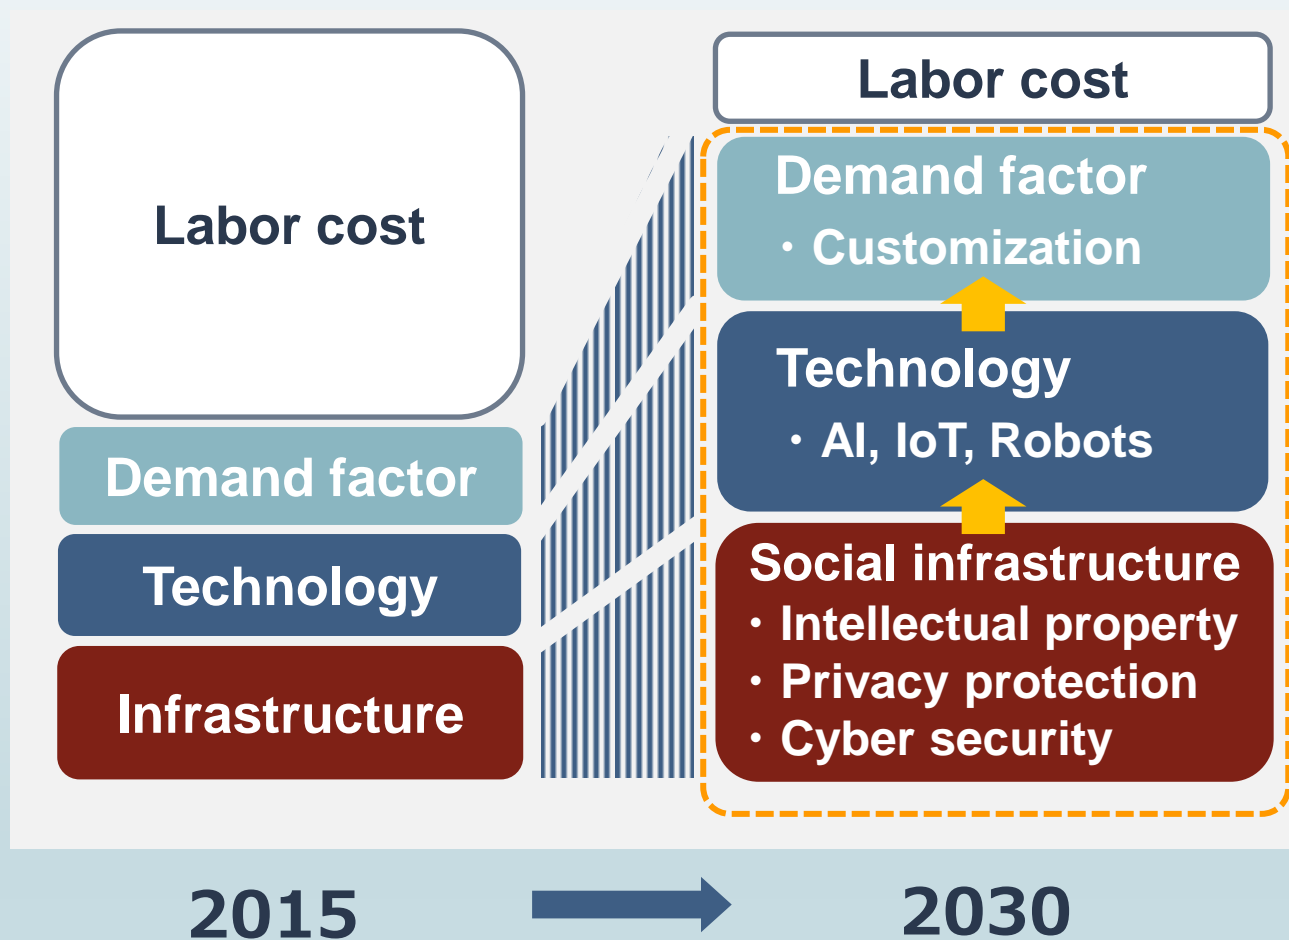 Labor cost
Demand factor
Technology
Infrastructure
Labor cost
Demand factor
・Customization
Technology
・AI, IoT, Robots
Social infrastructure
・Intellectual property
・Privacy protection
・Cyber security
2015
2030